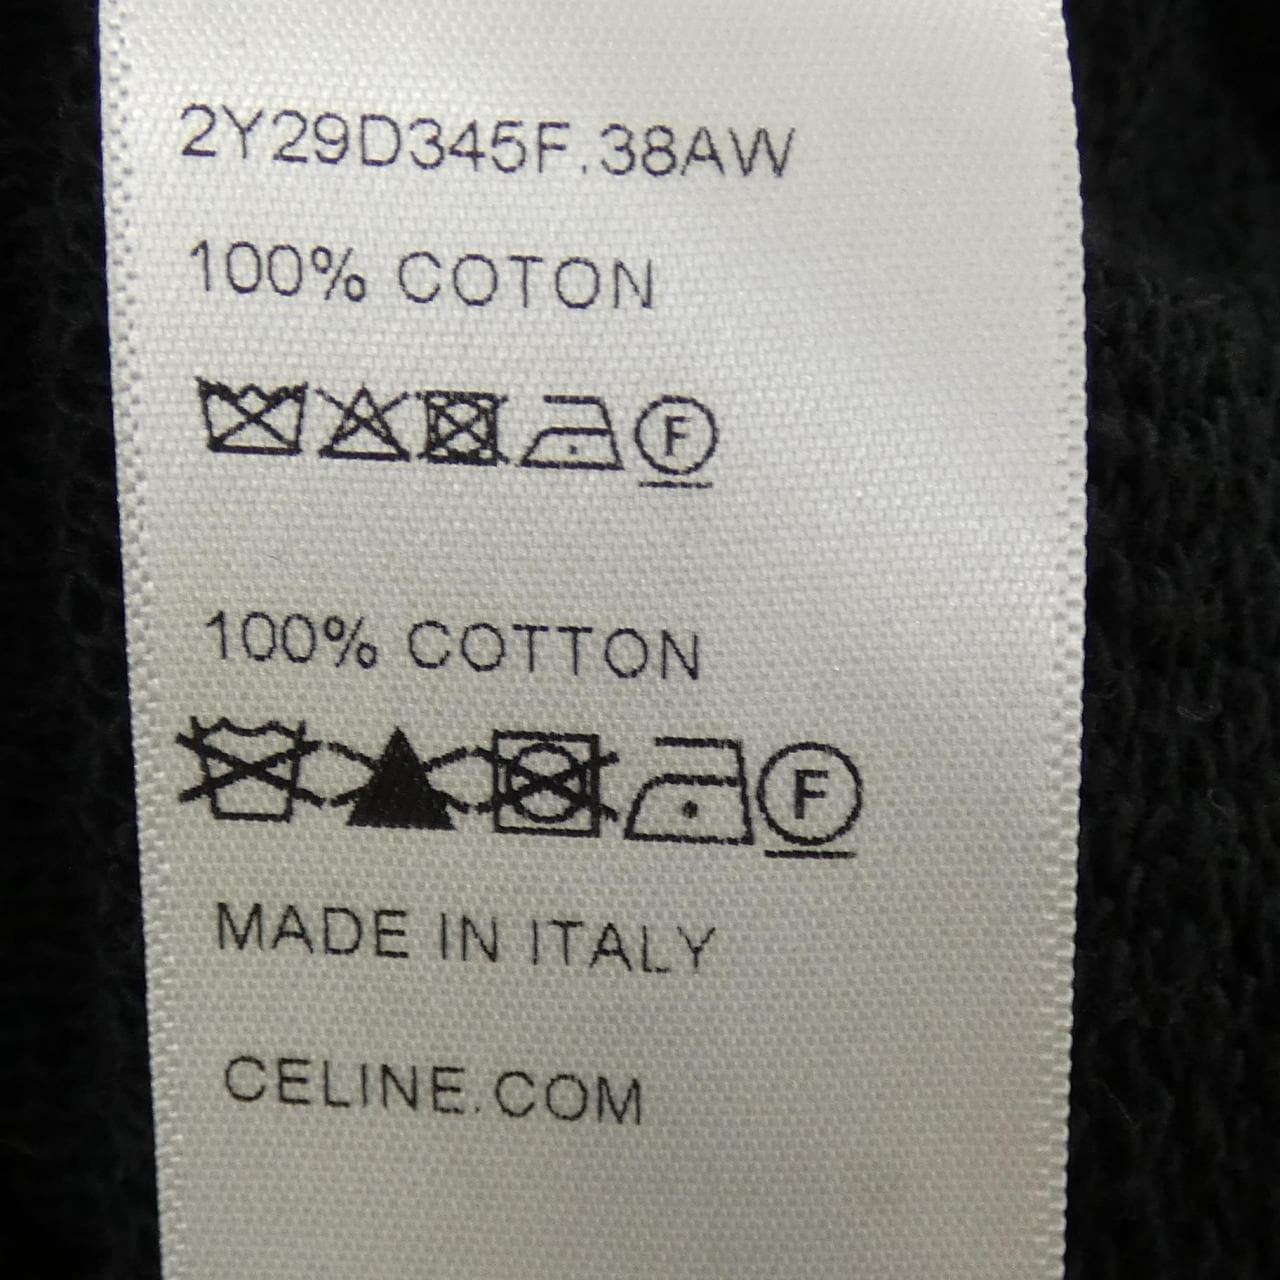 2Y29D345F.38AW
100% COTON
F
100% COTTON
F
MADE IN ITALY
CELINE.COM